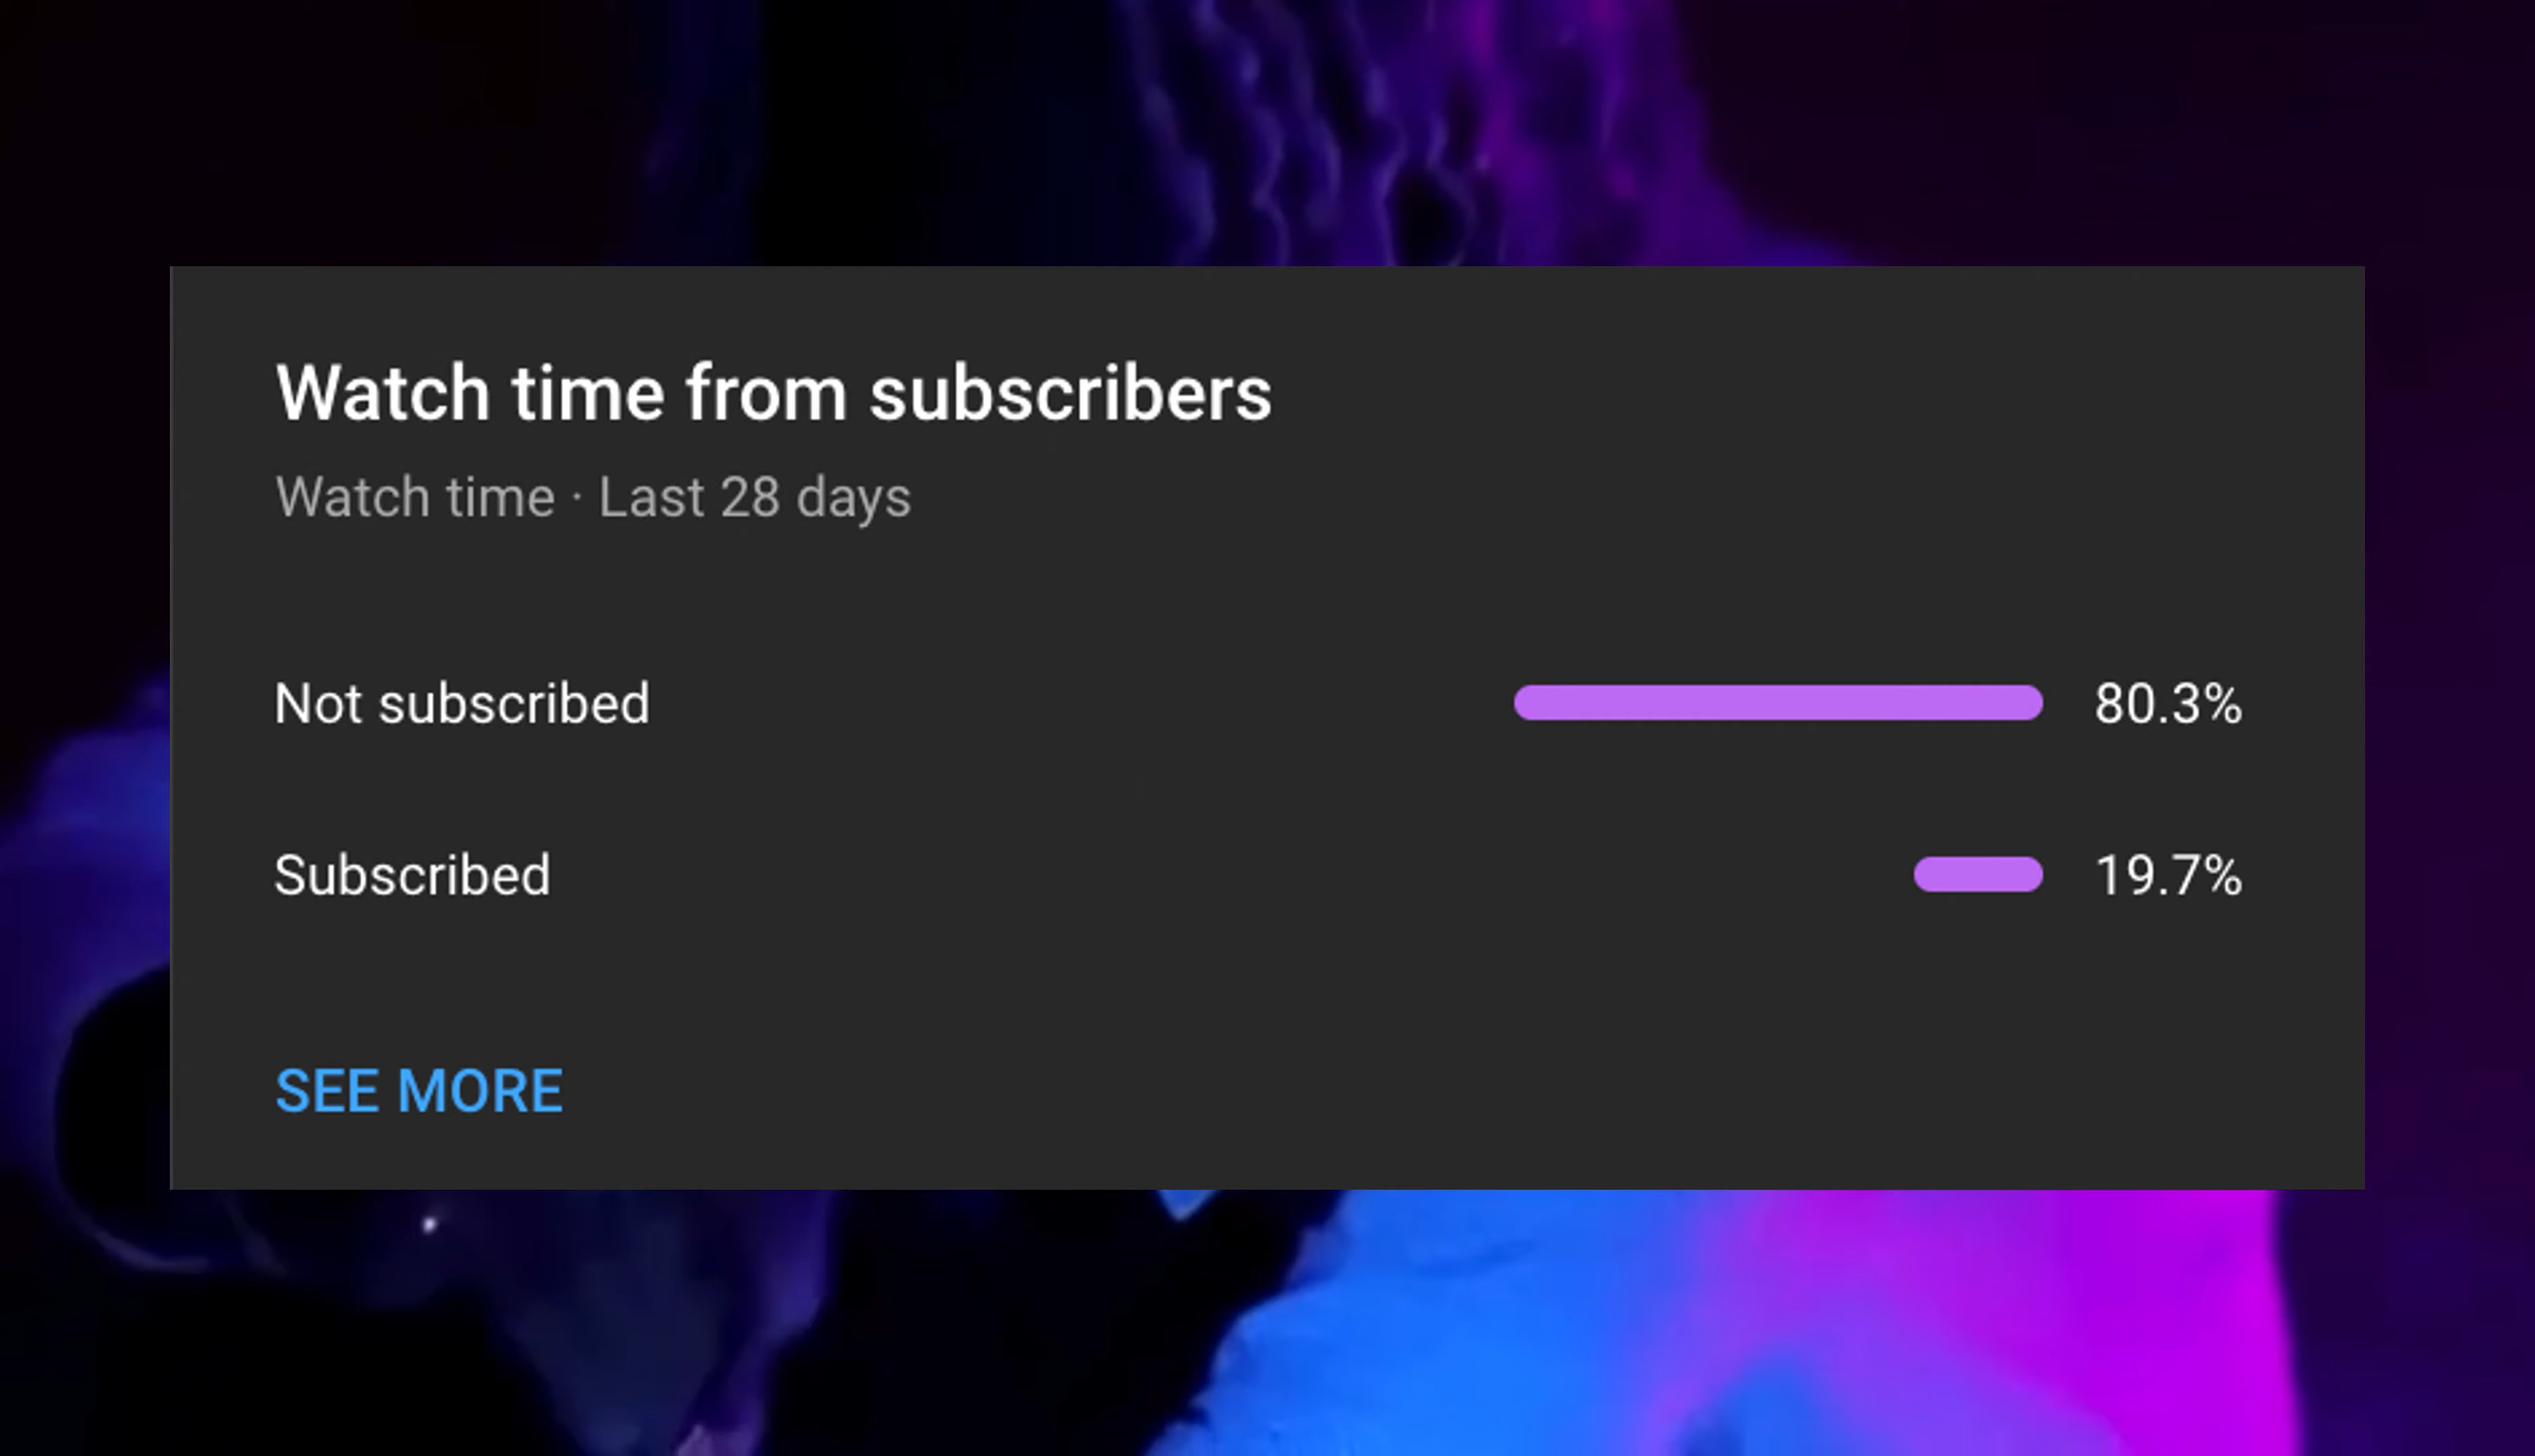 Watch time from subscribers
Watch time · Last 28 days
Not subscribed 80.3%
Subscribed 19.7%
SEE MORE